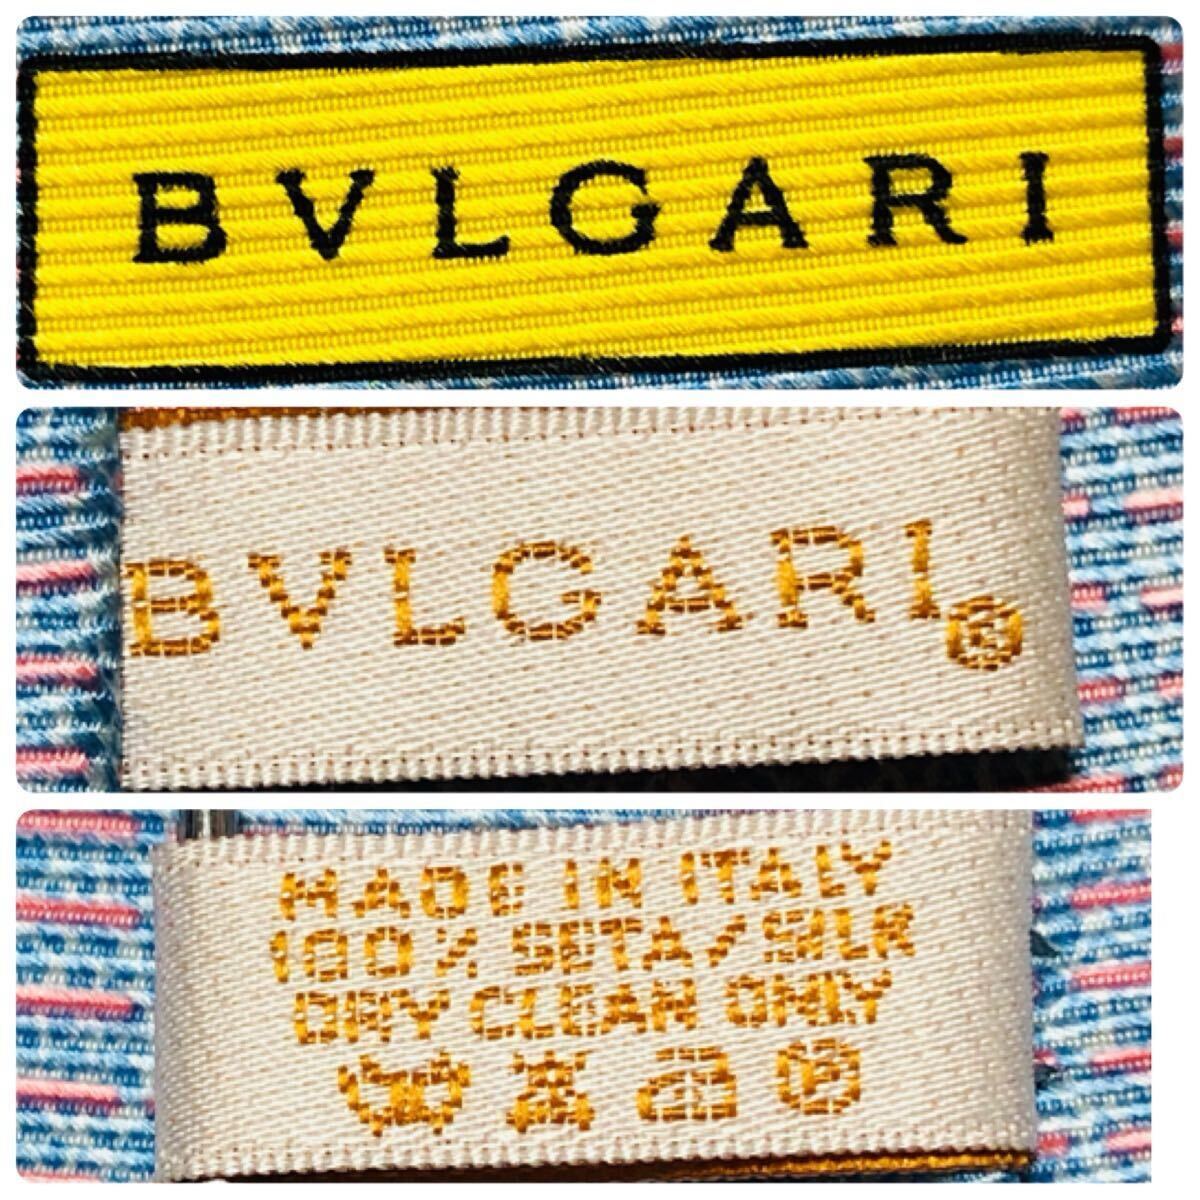 BVLGARI
BVLGARI®
MADE IN ITALY
100% SETA/SILK
DRY CLEAN ONLY